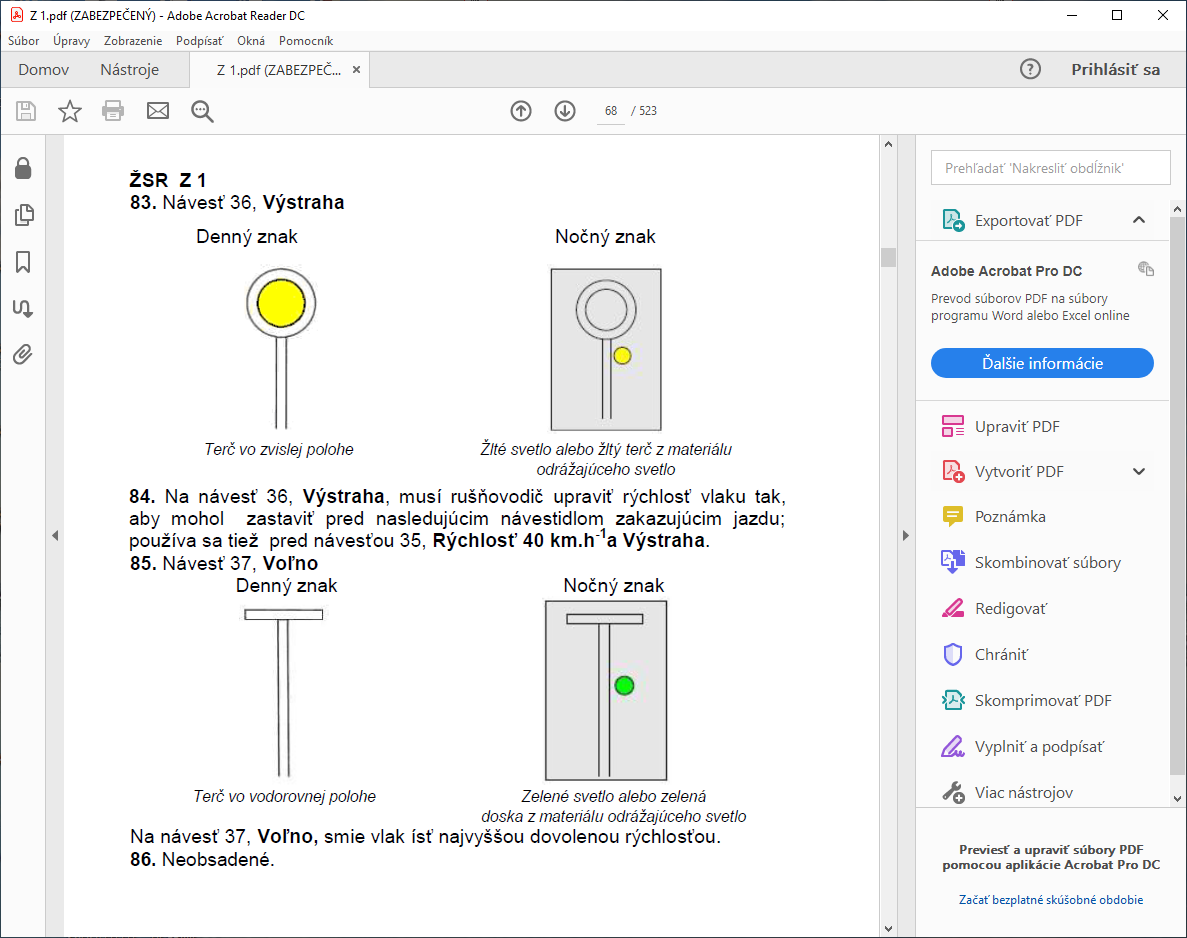 Z 1.pdf (ZABEZPEČENÝ) - Adobe Acrobat Reader DC
Súbor Úpravy Zobrazenie Podpísať Okná Pomocník
Domov Nástroje Z 1.pdf (ZABEZPEČ... × ? Prihlásiť sa
68 / 523
ŽSR Z 1
83. Návesť 36, Výstraha
Denný znak Nočný znak
Terč vo zvislej polohe
Žlté svetlo alebo žltý terč z materiálu
odrážajúceho svetlo
84. Na návesť 36, Výstraha, musí rušňovodič upraviť rýchlosť vlaku tak,
aby mohol zastaviť pred nasledujúcim návestidlom zakazujúcim jazdu;
používa sa tiež pred návesťou 35, Rýchlosť 40 km.h-1a Výstraha.
85. Návesť 37, Voľno
Denný znak Nočný znak
Terč vo vodorovnej polohe
Zelené svetlo alebo zelená
doska z materiálu odrážajúceho svetlo
Na návesť 37, Voľno, smie vlak ísť najvyššou dovolenou rýchlosťou.
86. Neobsadené.
Prehľadať 'Nakresliť obdĺžnik'
Exportovať PDF
Adobe Acrobat Pro DC
Prevod súborov PDF na súbory
programu Word alebo Excel online
Ďalšie informácie
Upraviť PDF
Vytvoriť PDF
Poznámka
Skombinovať súbory
Redigovať
Chrániť
Skomprimovať PDF
Vyplniť a podpísať
Viac nástrojov
Previesť a upraviť súbory PDF
pomocou aplikácie Acrobat Pro DC
Začať bezplatné skúšobné obdobie